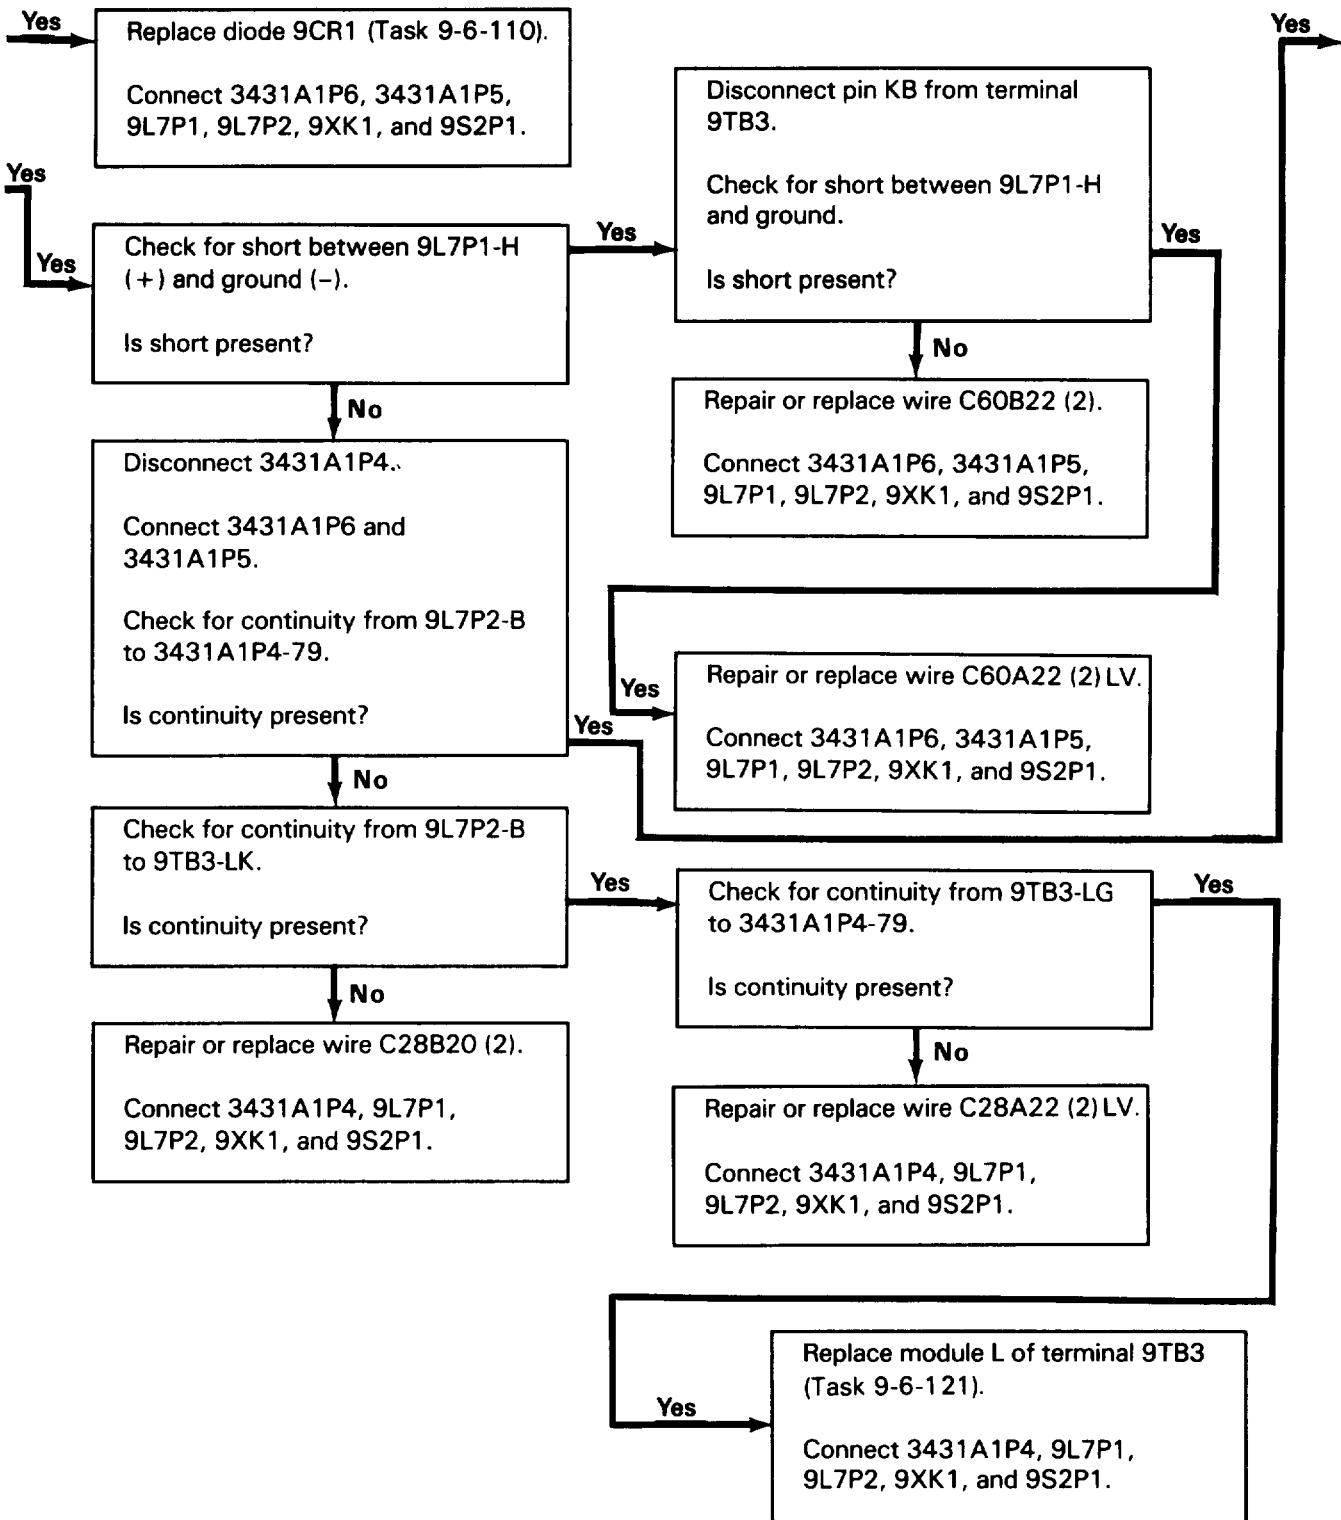 Yes
Replace diode 9CR1 (Task 9-6-110).
Connect 3431A1P6, 3431A1P5,
9L7P1, 9L7P2, 9XK1, and 9S2P1.
Yes
Yes
Check for short between 9L7P1-H
(+) and ground (–).
Is short present?
Yes
Disconnect pin KB from terminal
9TB3.
Check for short between 9L7P1-H
and ground.
Is short present?
Yes
Yes
No
Repair or replace wire C60B22 (2).
Connect 3431A1P6, 3431A1P5,
9L7P1, 9L7P2, 9XK1, and 9S2P1.
No
Disconnect 3431A1P4.
Connect 3431A1P6 and
3431A1P5.
Check for continuity from 9L7P2-B
to 3431A1P4-79.
Is continuity present?
Yes
Yes
Repair or replace wire C60A22 (2) LV.
Connect 3431A1P6, 3431A1P5,
9L7P1, 9L7P2, 9XK1, and 9S2P1.
No
Check for continuity from 9L7P2-B
to 9TB3-LK.
Is continuity present?
Yes
Check for continuity from 9TB3-LG
to 3431A1P4-79.
Is continuity present?
Yes
No
Repair or replace wire C28B20 (2).
Connect 3431A1P4, 9L7P1,
9L7P2, 9XK1, and 9S2P1.
No
Repair or replace wire C28A22 (2) LV.
Connect 3431A1P4, 9L7P1,
9L7P2, 9XK1, and 9S2P1.
Yes
Replace module L of terminal 9TB3
(Task 9-6-121).
Connect 3431A1P4, 9L7P1,
9L7P2, 9XK1, and 9S2P1.